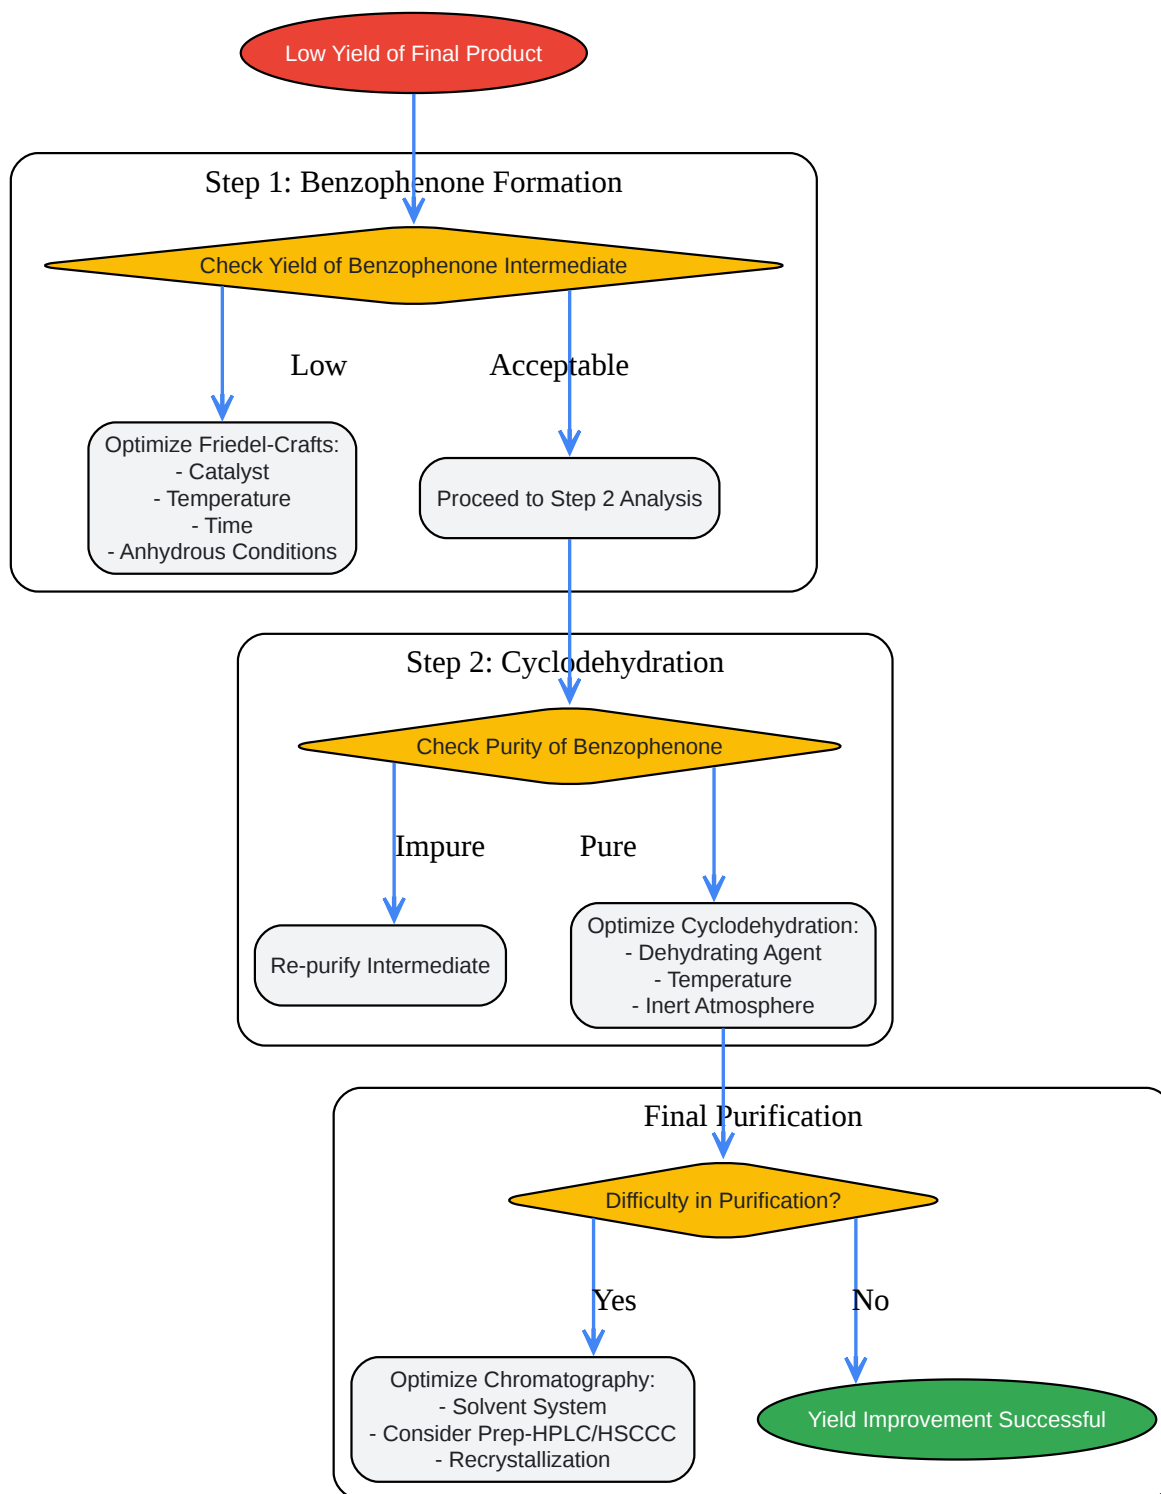 Low Yield of Final Product
Step 1: Benzophenone Formation
Check Yield of Benzophenone Intermediate
Low
Acceptable
Optimize Friedel-Crafts:
- Catalyst
- Temperature
- Time
- Anhydrous Conditions
Proceed to Step 2 Analysis
Step 2: Cyclodehydration
Check Purity of Benzophenone
Impure
Pure
Re-purify Intermediate
Optimize Cyclodehydration:
- Dehydrating Agent
- Temperature
- Inert Atmosphere
Final Purification
Difficulty in Purification?
Yes
No
Optimize Chromatography:
- Solvent System
- Consider Prep-HPLC/HSCCC
- Recrystallization
Yield Improvement Successful